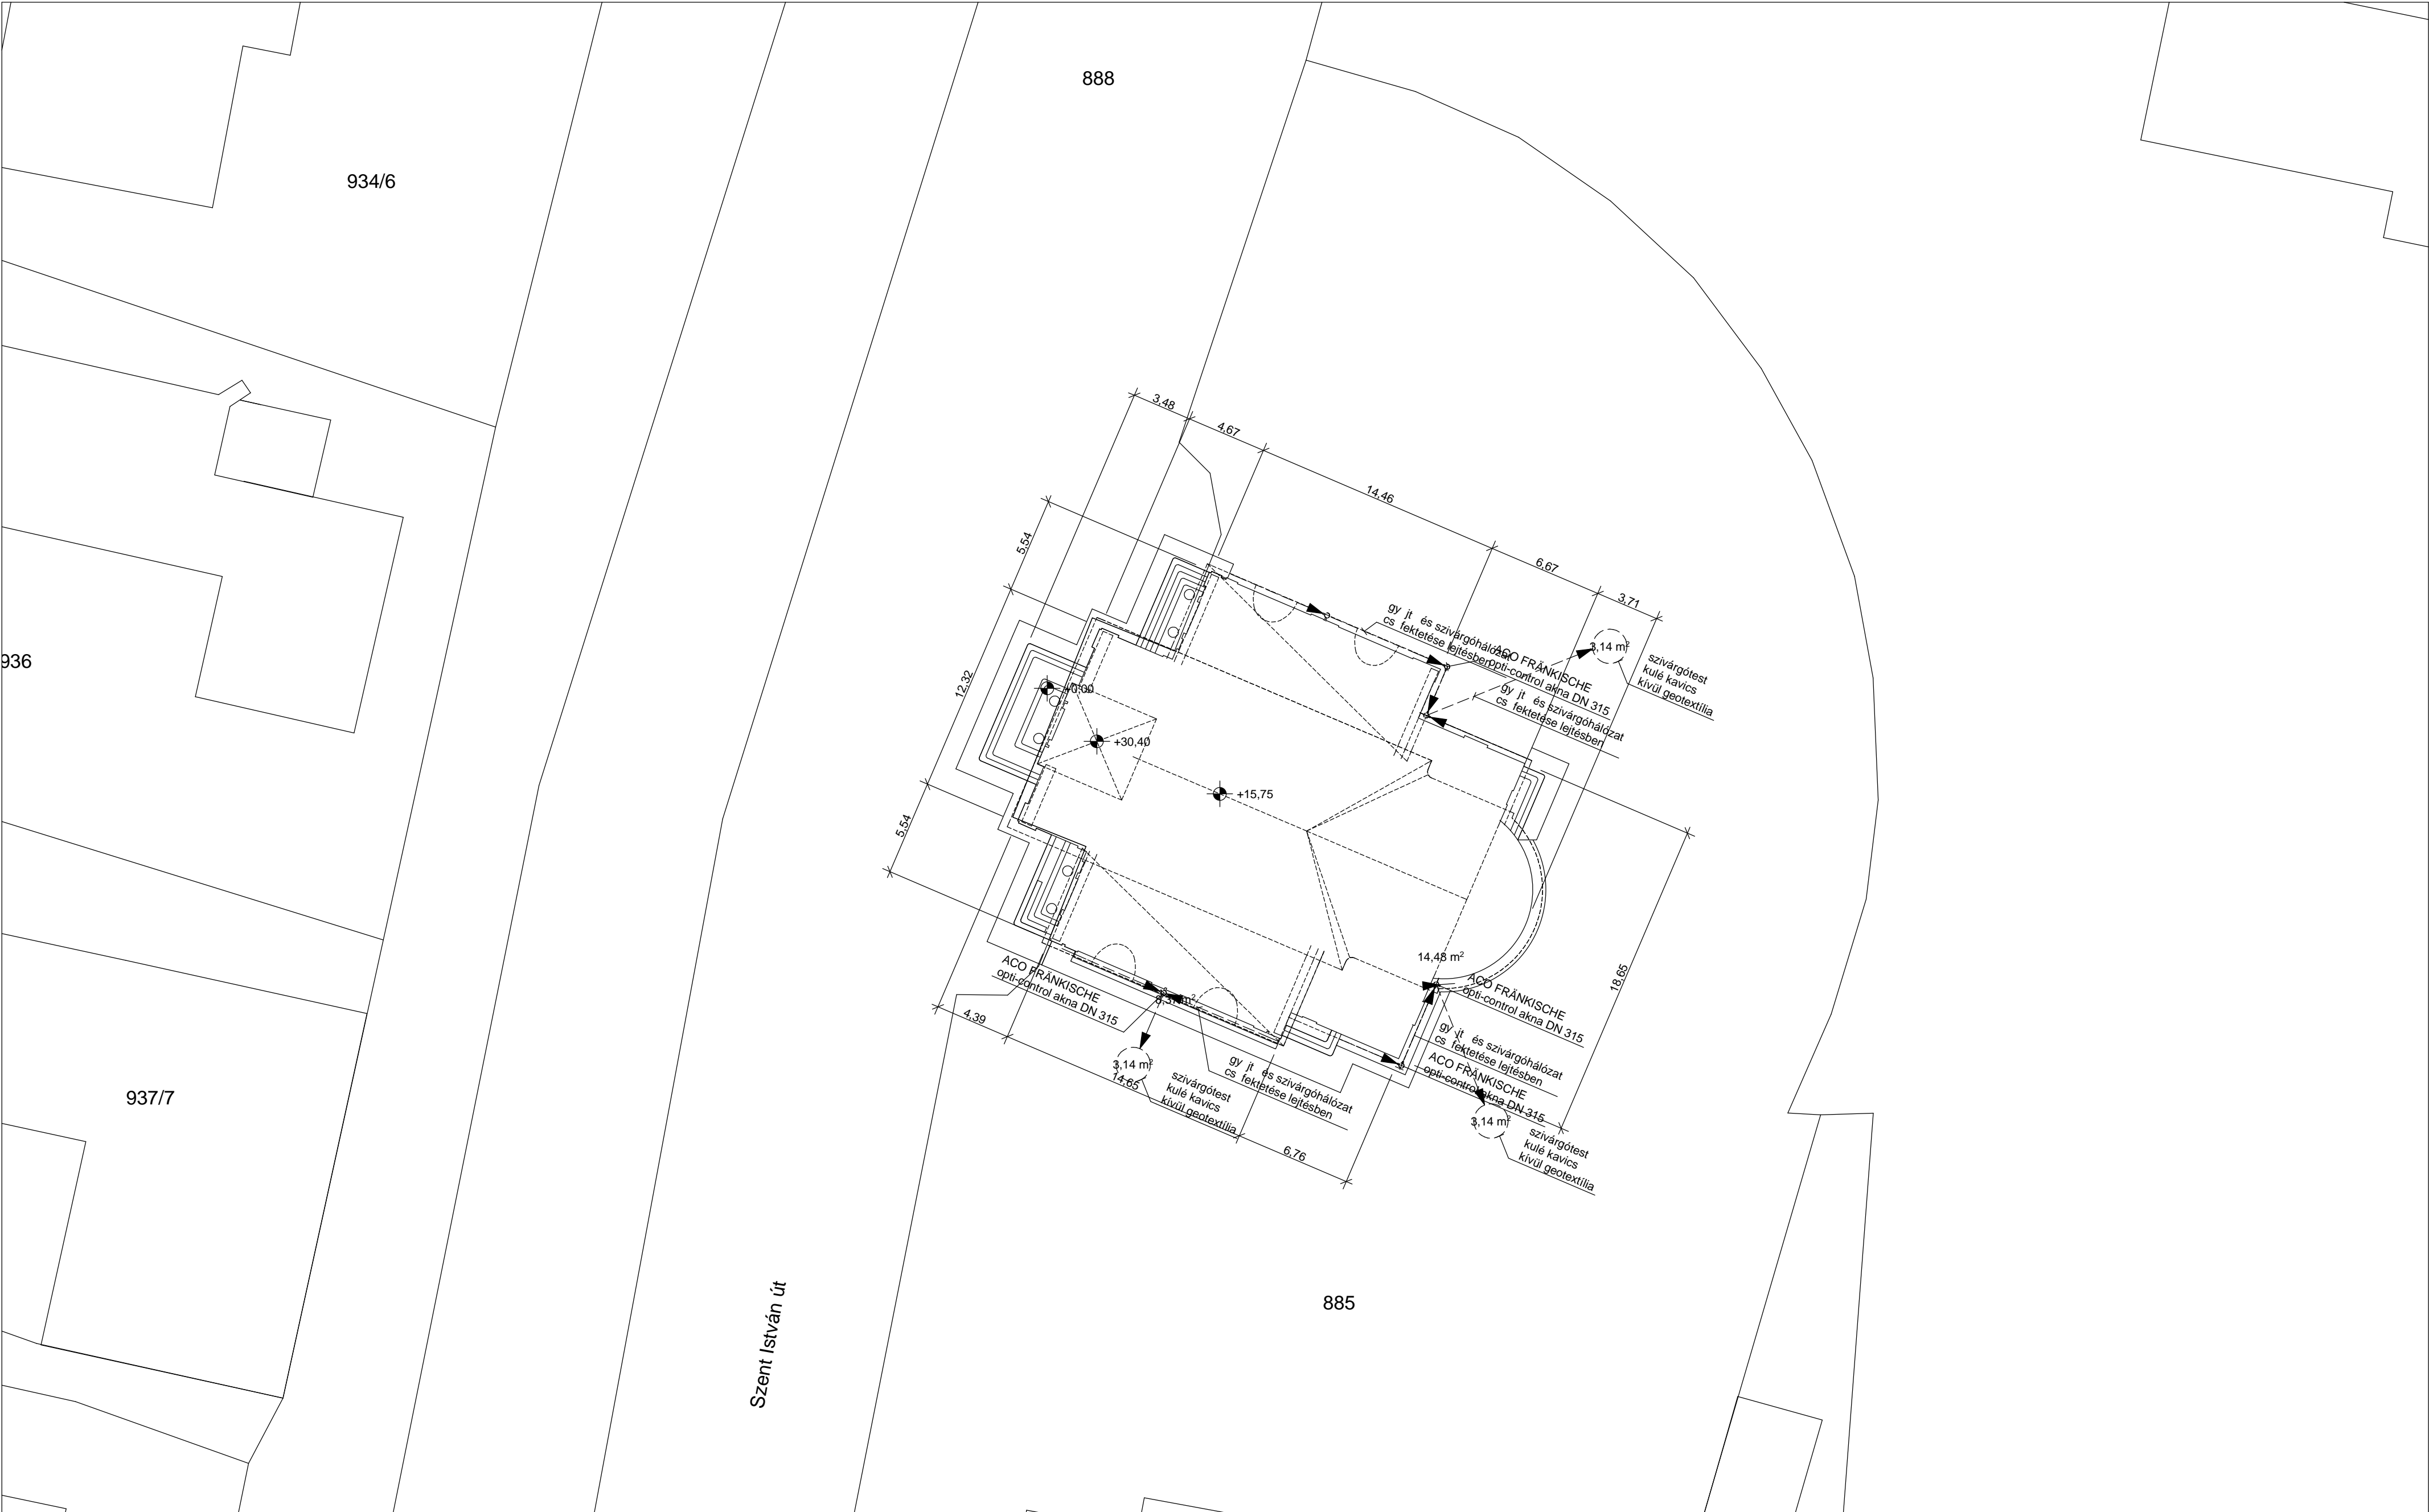 888
934/6
3,48
4,67
14,46
5,54
6,67
3,71
gy jt és szivárgóhálózat
cs fektetése lejtésben
ACO FRÄNKISCHE
opti-control akna DN 315
3,14 m²
szivárgótest
kulé kavics
kívül geotextília
936
12,32
+0,00
gy jt és szivárgóhálózat
cs fektetése lejtésben
+30,40
+15,75
5,54
14,43 m²
18,65
ACO FRÄNKISCHE
opti-control akna DN 315
ACO FRÄNKISCHE
opti-control akna DN 315
4,39
gy jt és szivárgóhálózat
cs fektetése lejtésben
3,14 m²
szivárgótest
kulé kavics
kívül geotextília
14,65
gy jt és szivárgóhálózat
cs fektetése lejtésben
ACO FRÄNKISCHE
opti-control akna DN 315
937/7
3,14 m²
szivárgótest
kulé kavics
kívül geotextília
6,76
885
Szent István út